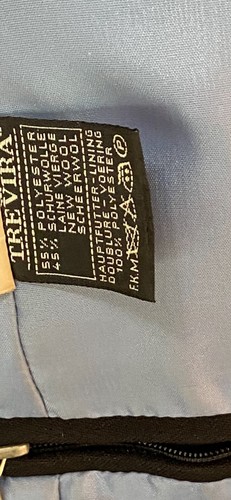 TREVIRA
55% POLYESTER
45% SCHURWOLLE
LAINE VIERGE
NEW WOOL
SCHEERWOL
HAUPTFUTTER-LINING
DOUBLURE-VOERING
100% POLYESTER
F.K.M.
P